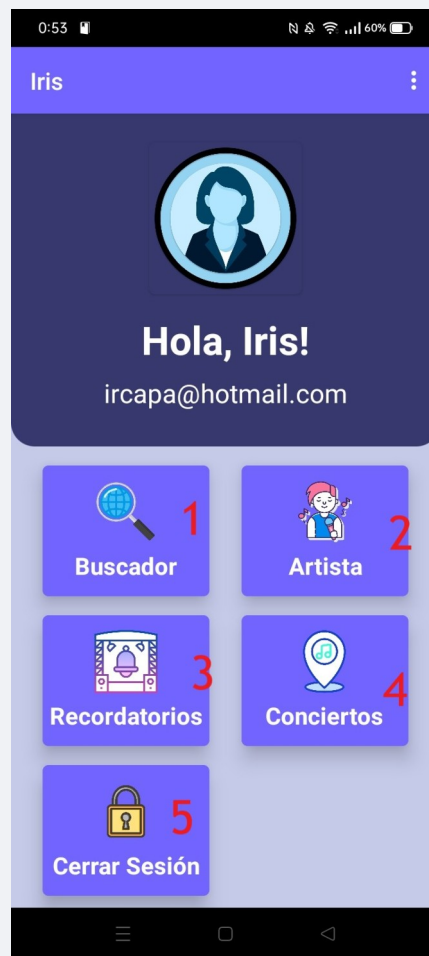 0:53
60%
Iris
Hola, Iris!
ircapa@hotmail.com
1
Buscador
2
Artista
3
Recordatorios
4
Conciertos
5
Cerrar Sesión